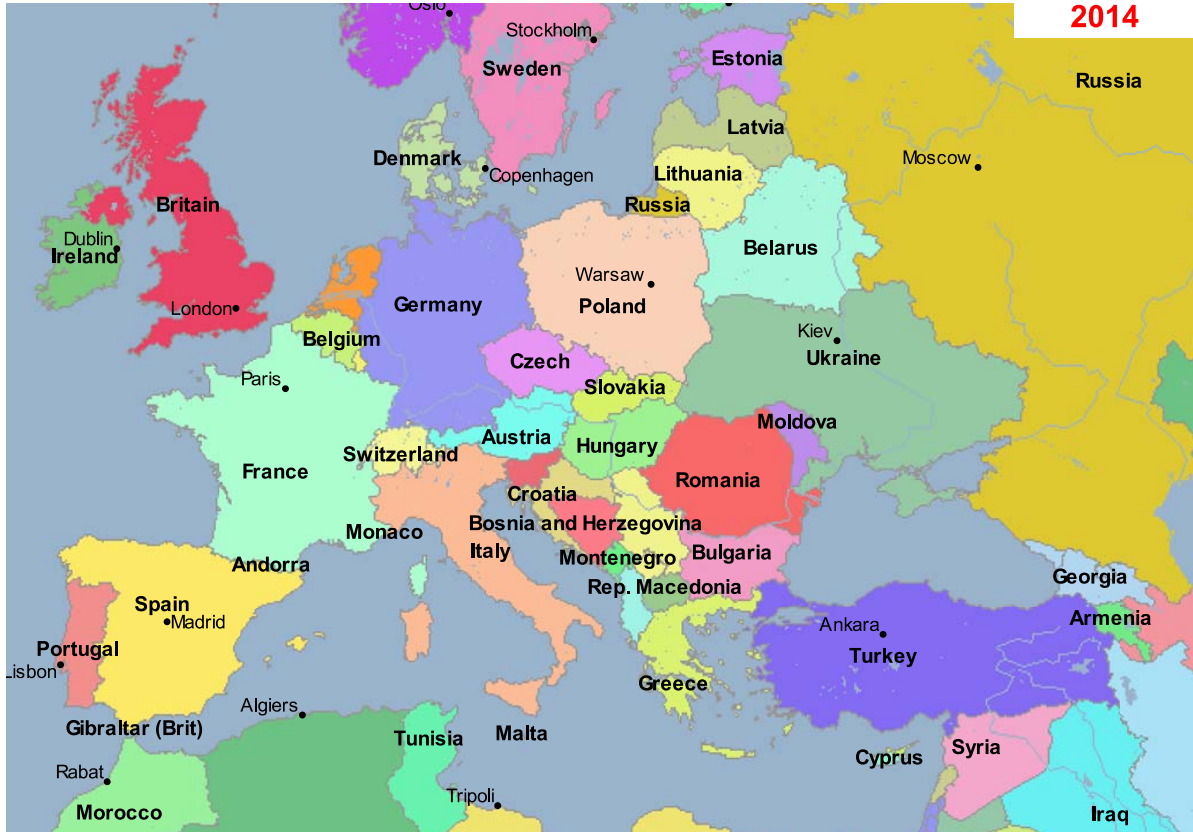 Oslo
2014
Stockholm
Sweden
Estonia
Russia
Latvia
Denmark
Moscow
Copenhagen
Lithuania
Britain
Russia
Dublin
Ireland
Belarus
Warsaw
London
Germany
Poland
Belgium
Kiev
Ukraine
Czech
Paris
Slovakia
Moldova
Austria
Hungary
Switzerland
France
Romania
Croatia
Bosnia and Herzegovina
Monaco
Italy
Bulgaria
Montenegro
Andorra
Georgia
Rep. Macedonia
Spain
Madrid
Armenia
Ankara
Portugal
Turkey
Lisbon
Greece
Algiers
Gibraltar (Brit)
Malta
Tunisia
Syria
Cyprus
Rabat
Tripoli
Morocco
Iraq